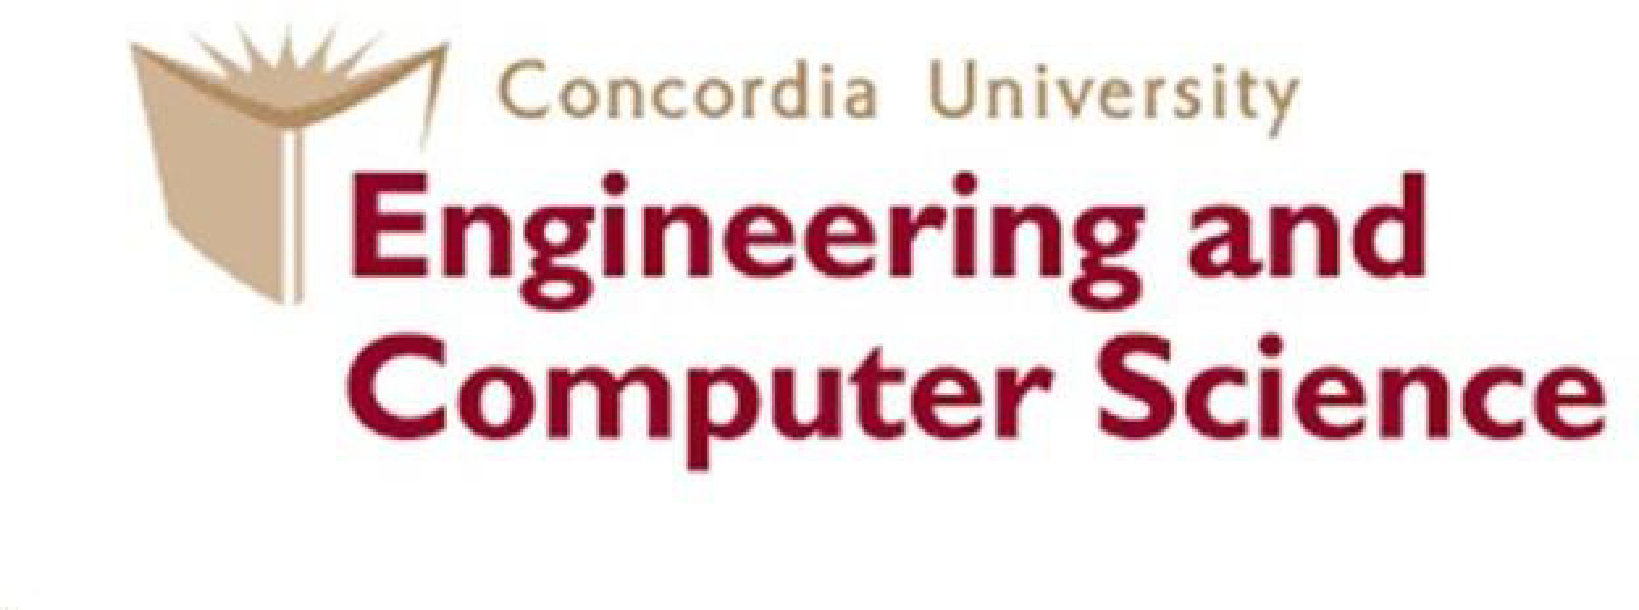 Concordia University
Engineering and
Computer Science